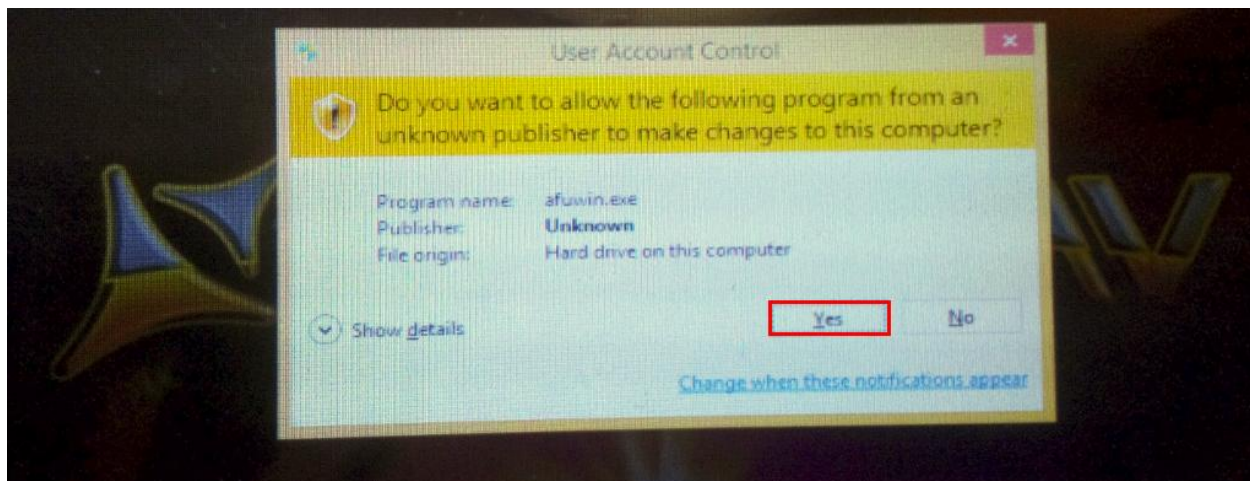 User Account Control
Do you want to allow the following program from an
unknown publisher to make changes to this computer?
Program name: afuwin.exe
Publisher: Unknown
File origin: Hard drive on this computer
Show details
Yes
No
Change when these notifications appear